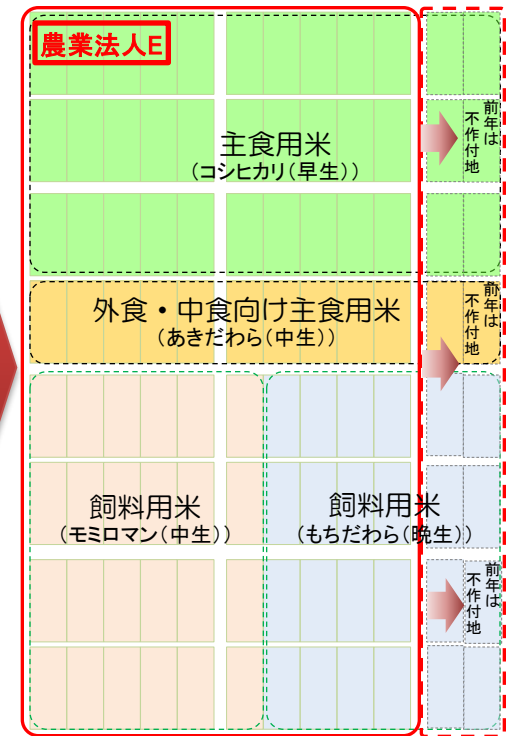 農業法人E
主食用米
（コシヒカリ（早生））
前年は
不作付地
外食・中食向け主食用米
（あきだわら（中生））
前年は
不作付地
飼料用米
（モミロマン（中生））
飼料用米
（もちだわら（晩生））
前年は
不作付地